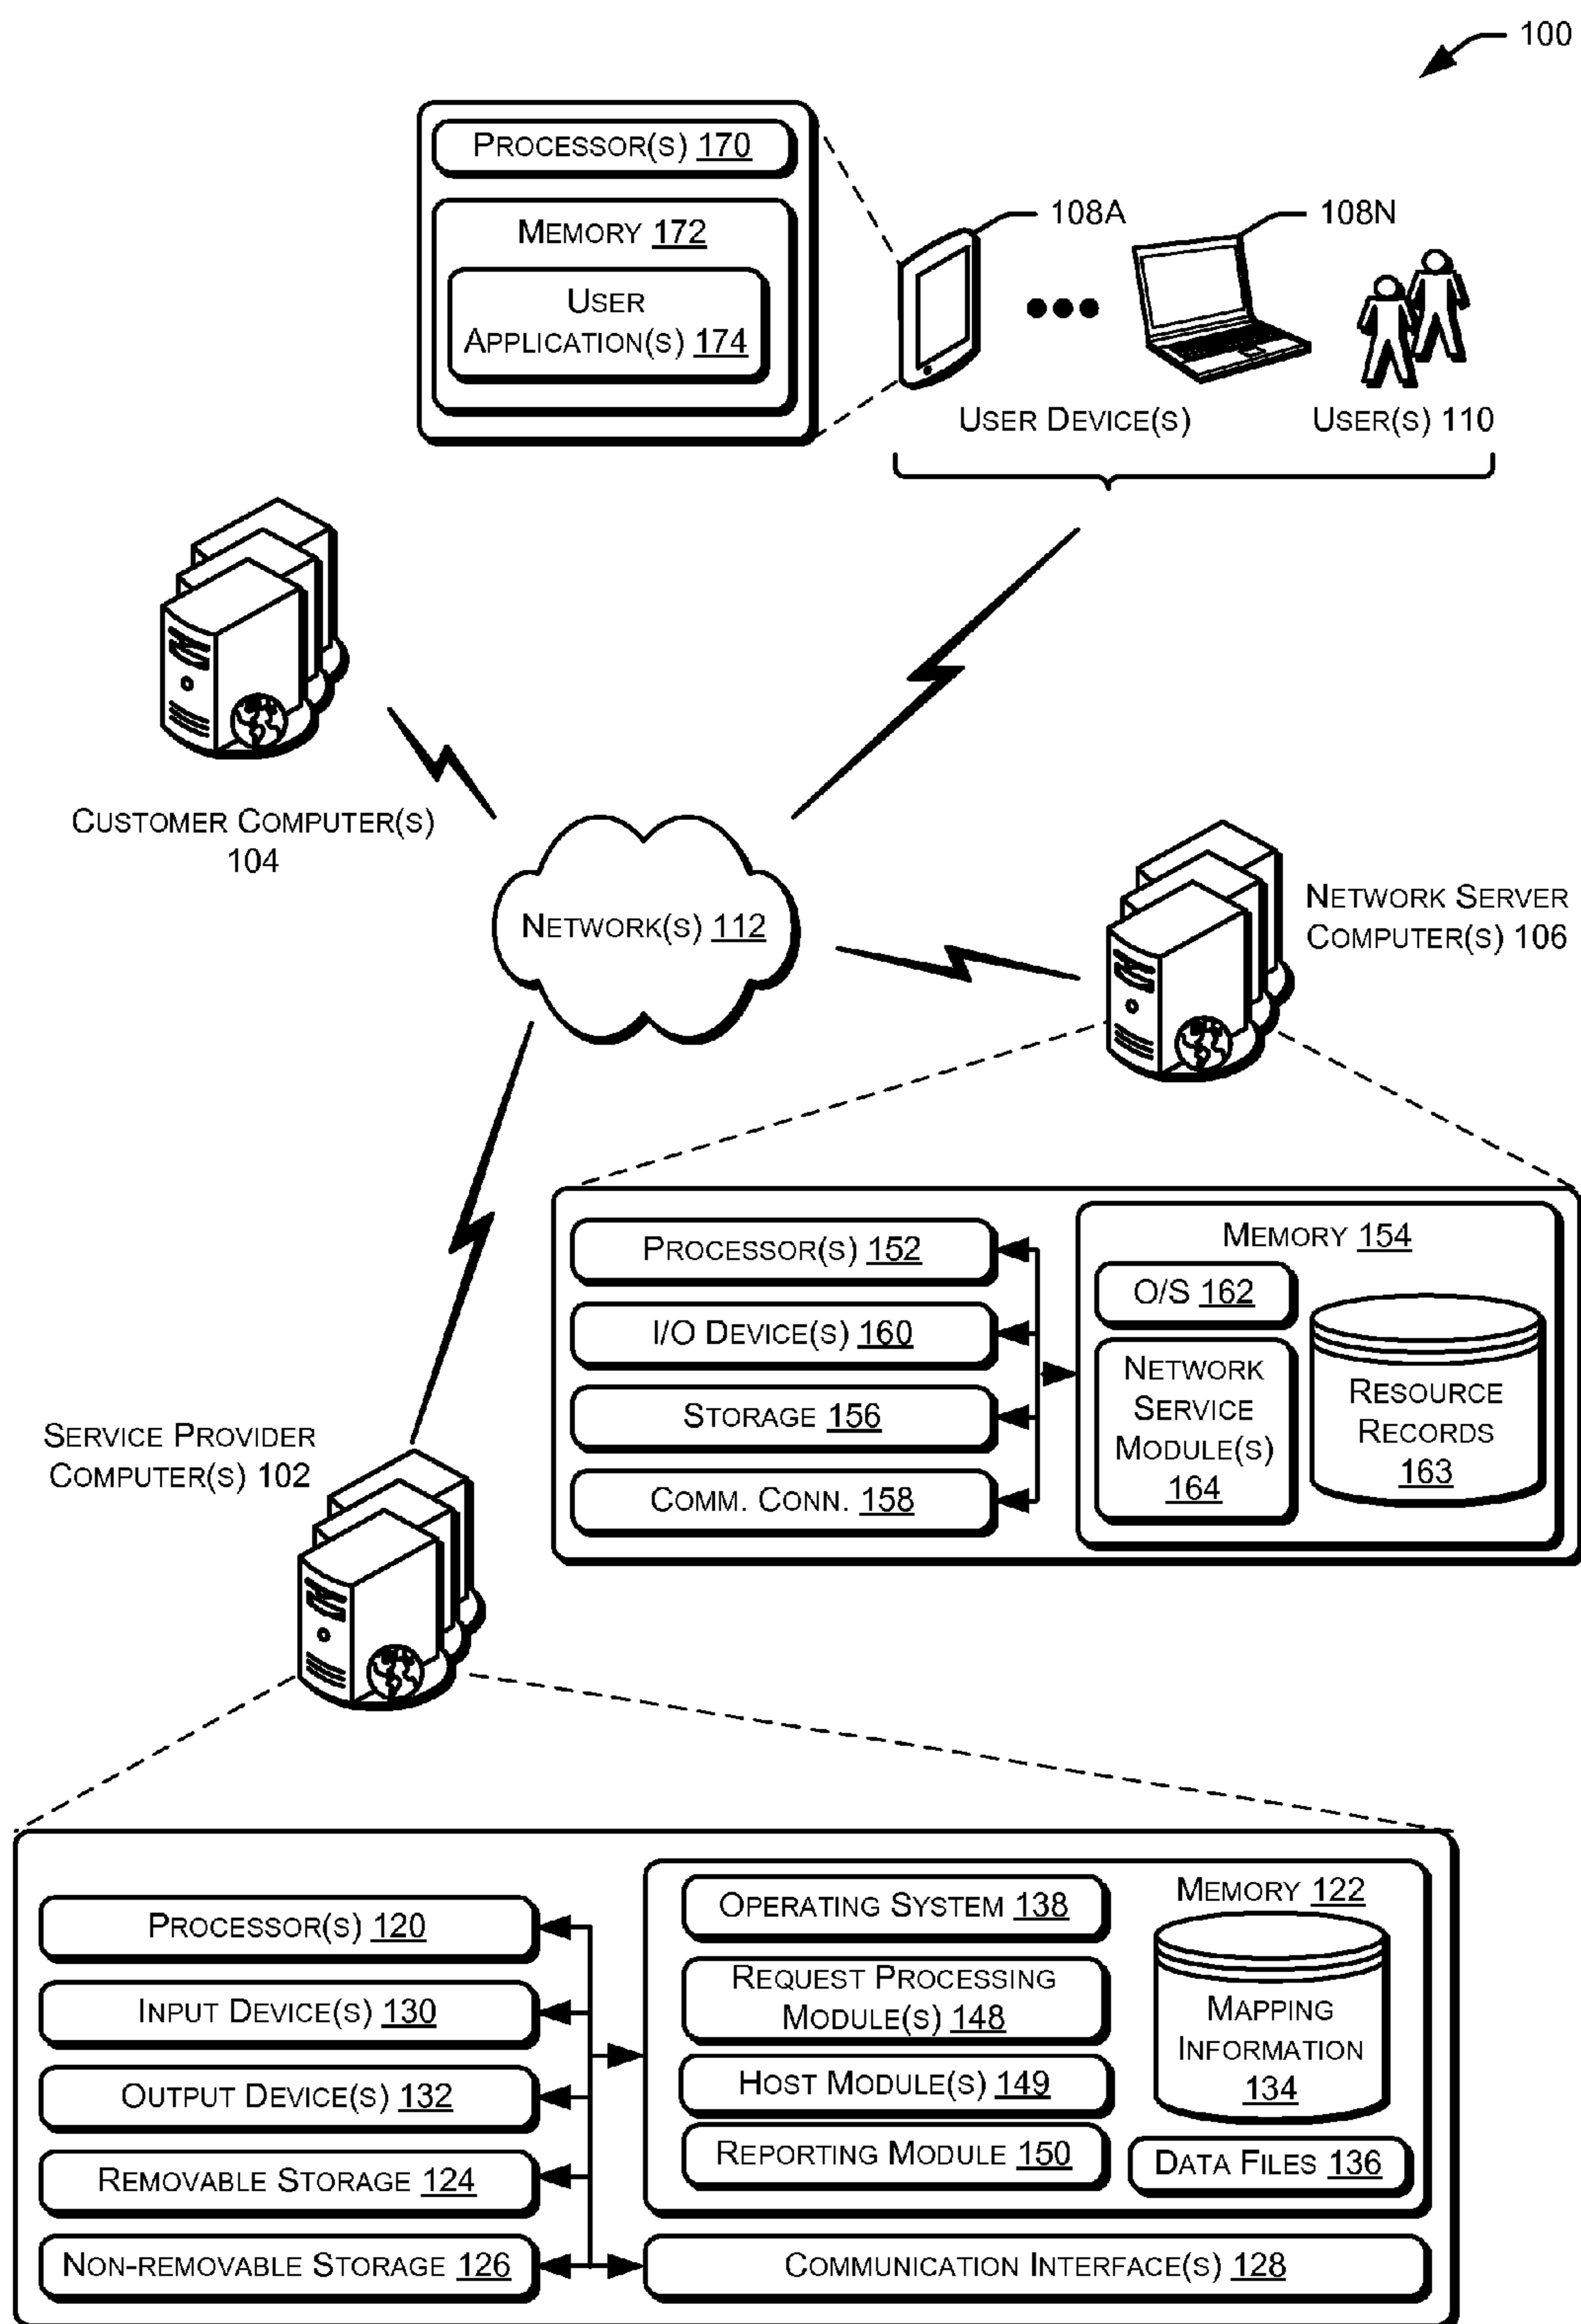 100
PROCESSOR(S) 170
MEMORY 172
USER
APPLICATION(S) 174
108A
108N
USER DEVICE(S)
USER(S) 110
CUSTOMER COMPUTER(S)
104
NETWORK(S) 112
NETWORK SERVER
COMPUTER(S) 106
PROCESSOR(S) 152
I/O DEVICE(S) 160
STORAGE 156
COMM. CONN. 158
MEMORY 154
O/S 162
NETWORK
SERVICE
MODULE(S)
164
RESOURCE
RECORDS
163
SERVICE PROVIDER
COMPUTER(S) 102
PROCESSOR(S) 120
INPUT DEVICE(S) 130
OUTPUT DEVICE(S) 132
REMOVABLE STORAGE 124
NON-REMOVABLE STORAGE 126
OPERATING SYSTEM 138
REQUEST PROCESSING
MODULE(S) 148
HOST MODULE(S) 149
REPORTING MODULE 150
MEMORY 122
MAPPING
INFORMATION
134
DATA FILES 136
COMMUNICATION INTERFACE(S) 128